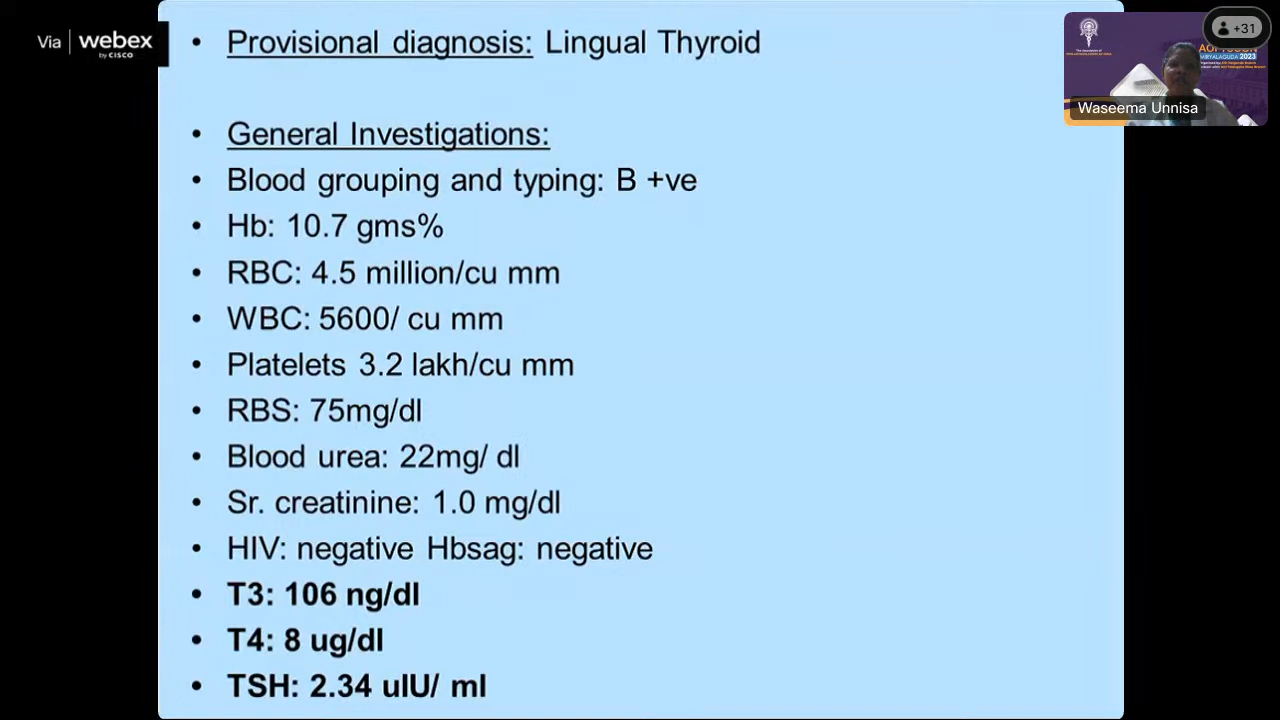 Via webex
by CISCO
• Provisional diagnosis: Lingual Thyroid
• General Investigations:
• Blood grouping and typing: B +ve
• Hb: 10.7 gms%
• RBC: 4.5 million/cu mm
• WBC: 5600/ cu mm
• Platelets 3.2 lakh/cu mm
• RBS: 75mg/dl
• Blood urea: 22mg/ dl
• Sr. creatinine: 1.0 mg/dl
• HIV: negative Hbsag: negative
• T3: 106 ng/dl
• T4: 8 ug/dl
• TSH: 2.34 uIU/ ml
+31
2023
Waseema Unnisa